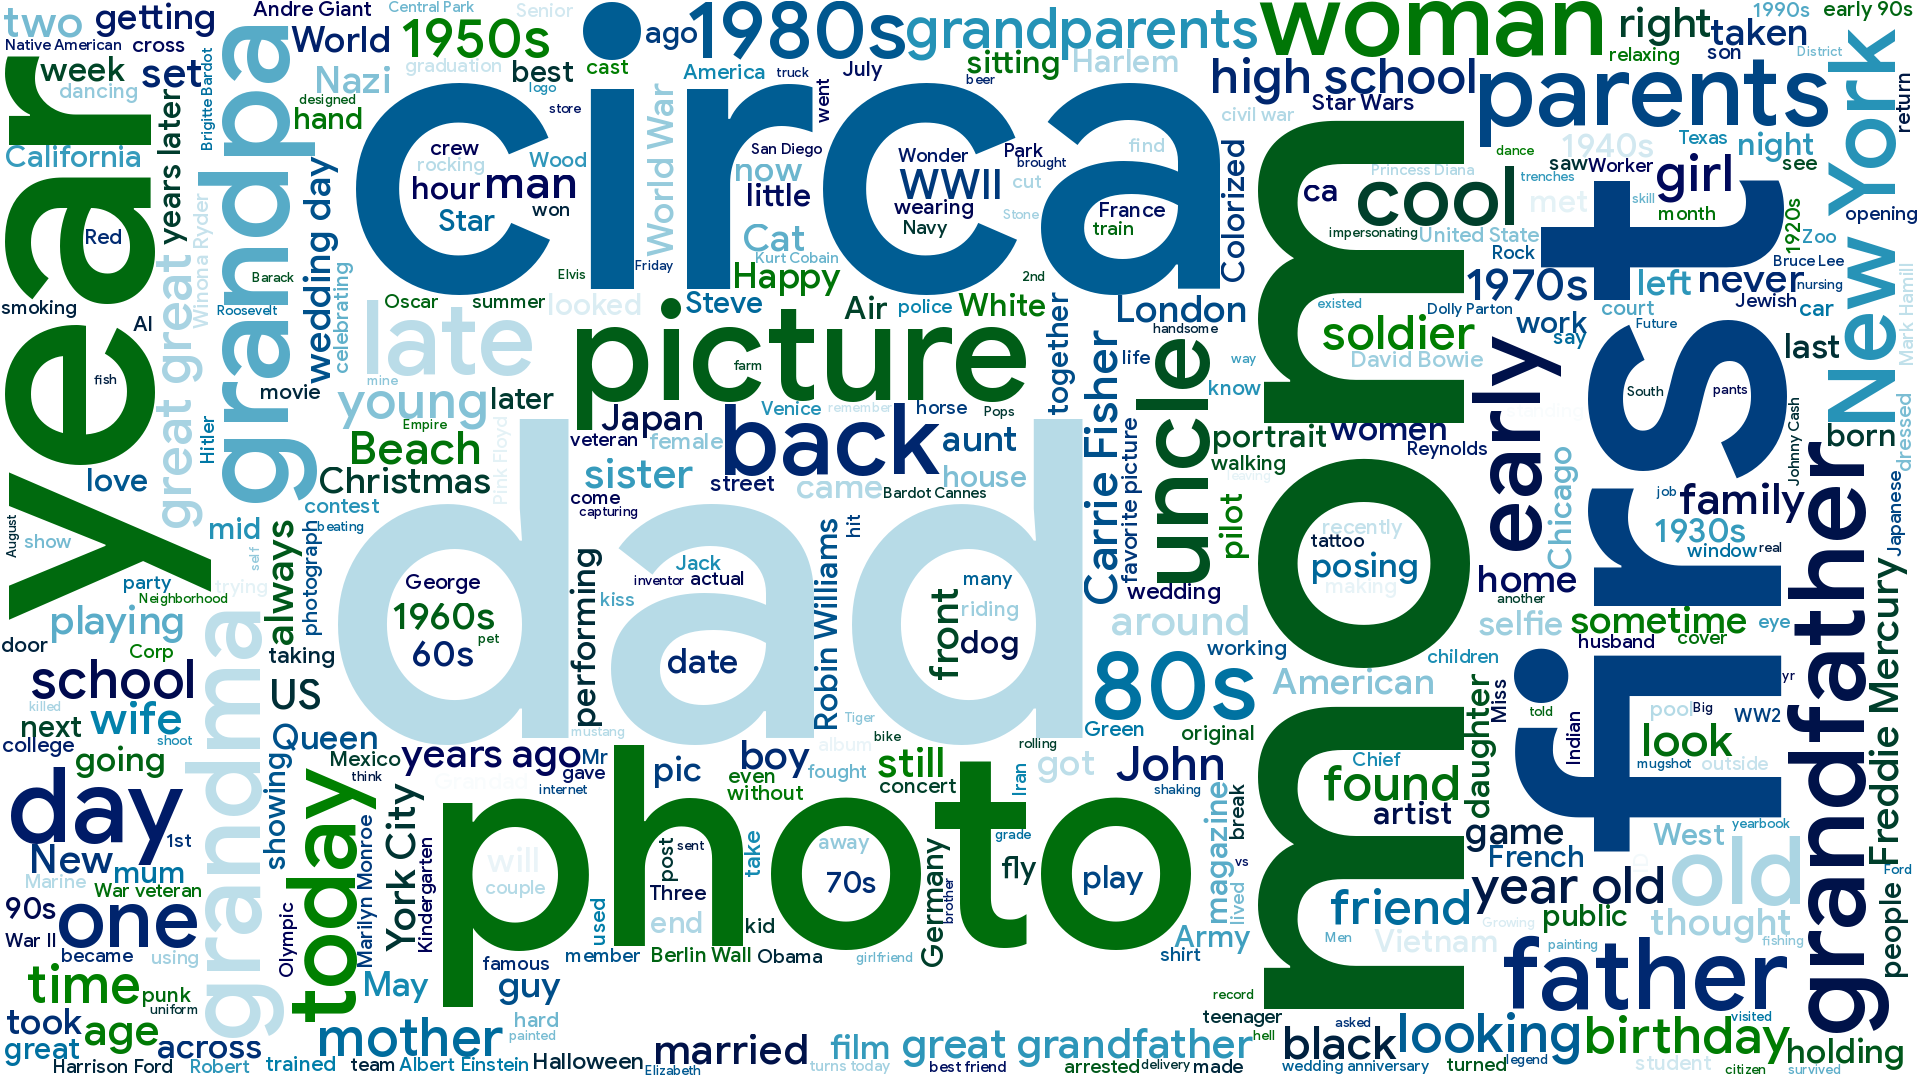 two
getting
Andre Giant
Central Park
Senior
ago
1980s
grandparents
woman
right
taken
1990s
early 90s
Native American
cross
Brigitte Bardot
grandpa
World
1950s
cast
America
truck
July
sitting
Harlem
beer
relaxing
son
District
year
week
set
Nazi
graduation
best
logo
store
went
high school
parents
New York
return
dancing
designed
hand
World War
circa
Star Wars
civil war
1940s
Texas
night
California
years later
crew
rocking
Wood
San Diego
now
Wonder
Park
brought
find
Colorized
mom
Princess Diana
dance
saw
Worker
girl
see
great great
Winona Ryder
wedding day
hour
man
Star
won
little
WWII
wearing
Navy
cut
Stone
France
train
ca
cool
trenches
met
skill
month
1920s
opening
Red
Barack
Cat
Kurt Cobain
impersonating
United State
Rock
first
Zoo
Bruce Lee
smoking
AI
Roosevelt
celebrating
Elvis
Friday
Happy
2nd
1970s
left
never
nursing
Jewish
Mark Hamill
Oscar
summer
looked
Steve
Air
police
White
together
London
handsome
existed
Dolly Parton
court
car
late
picture
soldier
work
Future
say
last
fish
movie
mine
farm
Carrie Fisher
life
uncle
way
David Bowie
early
South
pants
Johnny Cash
young
later
Japan
Venice
remember
horse
Pops
know
Hitler
Empire
Beach
Pink Floyd
veteran
female
back
aunt
favorite picture
portrait
women
Reynolds
standing
born
dressed
love
Christmas
sister
street
came
house
Bardot Cannes
walking
leaving
Chicago
job
family
grandfather
Japanese
August
show
mid
contest
beating
photograph
always
come
capturing
dad
Robin Williams
hit
pilot
recently
tattoo
posing
making
1930s
window
real
self
party
trying
Neighborhood
George
1960s
60s
pet
performing
Jack
inventor
actual
kiss
date
many
riding
front
dog
wedding
home
another
playing
grandma
around
selfie
sometime
eye
husband
cover
Freddie Mercury
door
Corp
taking
working
children
school
US
80s
American
daughter
Miss
told
yr
killed
next
wife
shoot
mustang
Tiger
bike
Green
original
Indian
pool
Big
WW2
college
going
showing
Queen
Mexico
think
years ago
Grandad
Mr
gave
internet
pic
boy
album
fought
still
concert
rolling
Iran
got
John
shaking
Chief
look
mugshot
outside
day
1st
today
York City
photo
even
without
magazine
break
found
artist
game
West
yearbook
New
mum
Marine
War veteran
Marilyn Monroe
Kindergarten
will
couple
post
sent
take
away
70s
Germany
brother
grade
fly
play
vs
lived
French
D
old
Ford
year old
people
90s
one
War II
Olympic
Three
end
used
kid
friend
Growing
public
thought
became
using
member
Berlin Wall
Obama
girlfriend
Army
shirt
Men
Vietnam
painting
fishing
time
punk
uniform
May
famous
guy
record
father
took
age
hard
painted
teenager
hell
asked
visited
great
across
mother
married
film
great grandfather
black
looking
birthday
holding
Harrison Ford
Robert
trained
team
Albert Einstein
Halloween
Elizabeth
turns today
best friend
arrested
delivery
made
wedding anniversary
turned
legend
student
citizen
survived